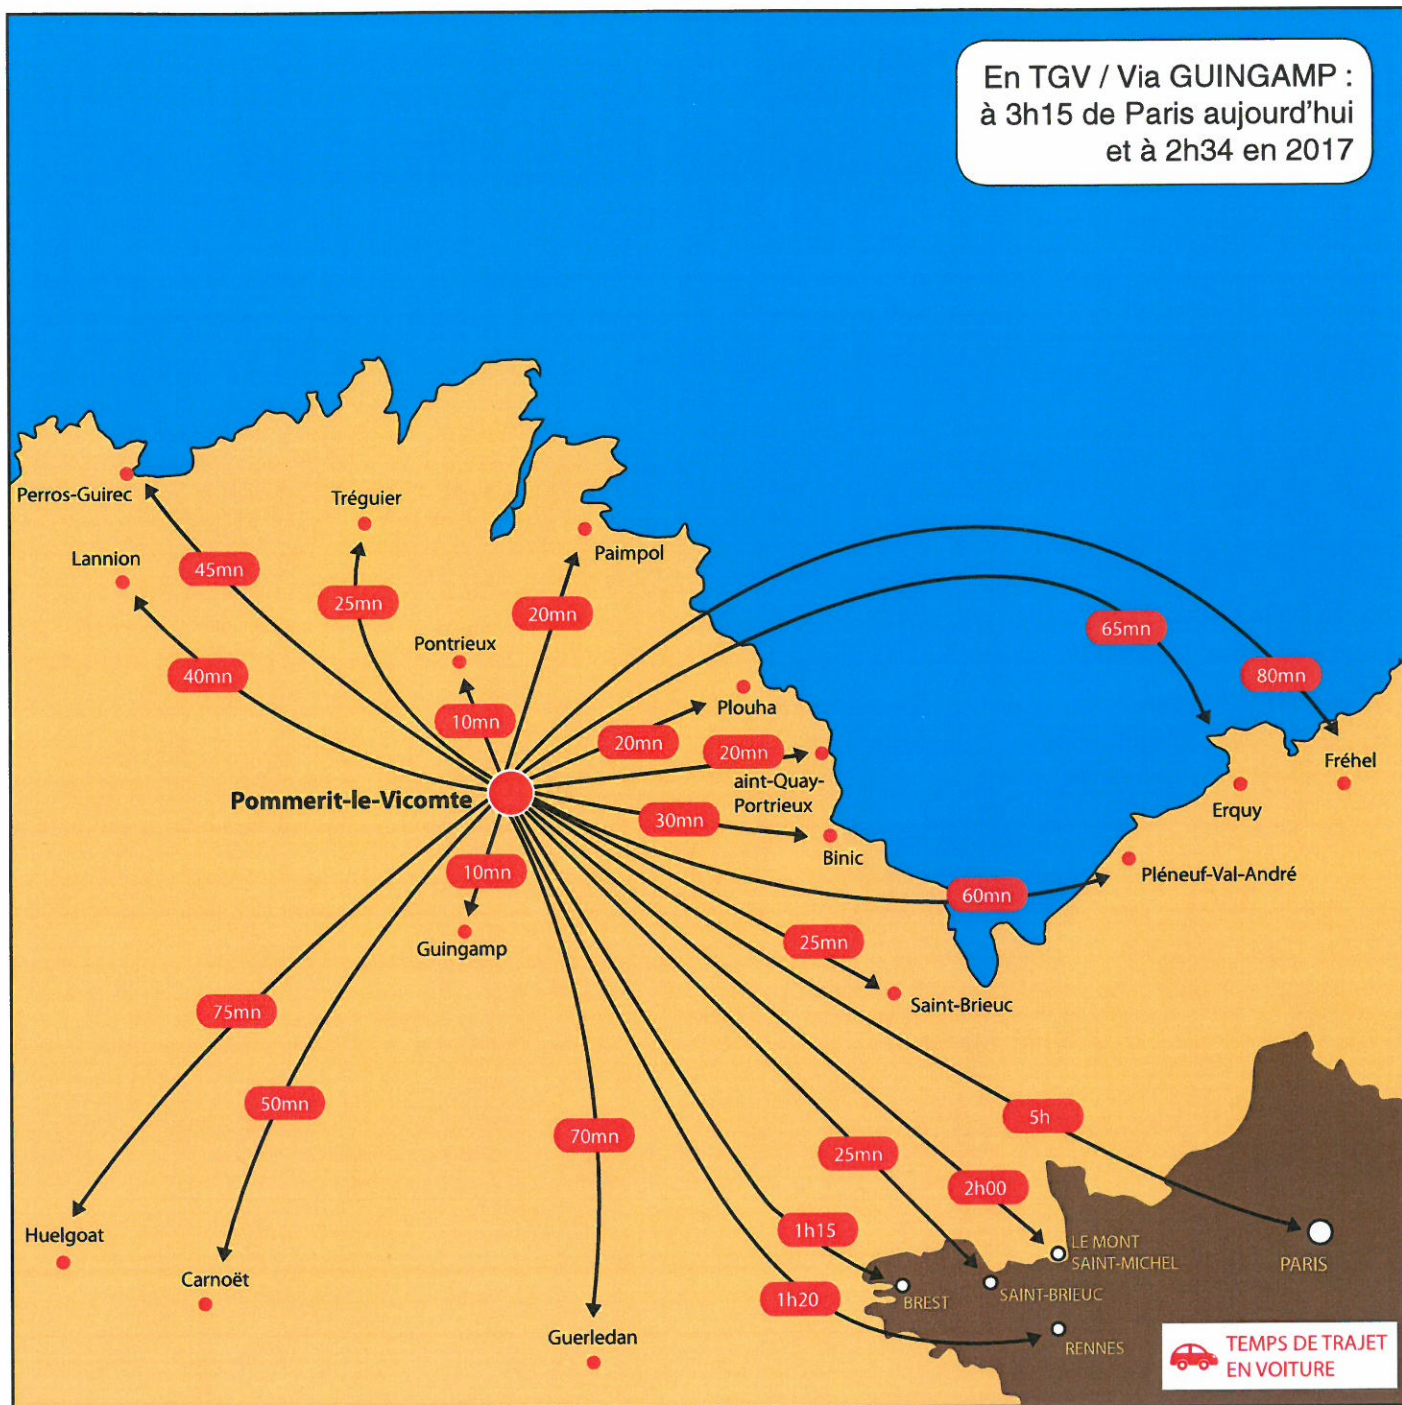 En TGV / Via GUINGAMP :
à 3h15 de Paris aujourd'hui
et à 2h34 en 2017
Perros-Guirec
Tréguier
Lannion
Paimpol
45mn
25mn
20mn
65mn
Pontrieux
40mn
80mn
Plouha
10mn
20mn
20mn
Fréhel
aint-Quay-
Portrieux
Erquy
Pommerit-le-Vicomte
30mn
Binic
10mn
Pléneuf-Val-André
60mn
Guingamp
25mn
Saint-Brieuc
75mn
50mn
5h
70mn
25mn
2h00
Huelgoat
1h15
LE MONT
SAINT-MICHEL
PARIS
Carnoët
1h20
BREST
SAINT-BRIEUC
Guerledan
RENNES
TEMPS DE TRAJET
EN VOITURE